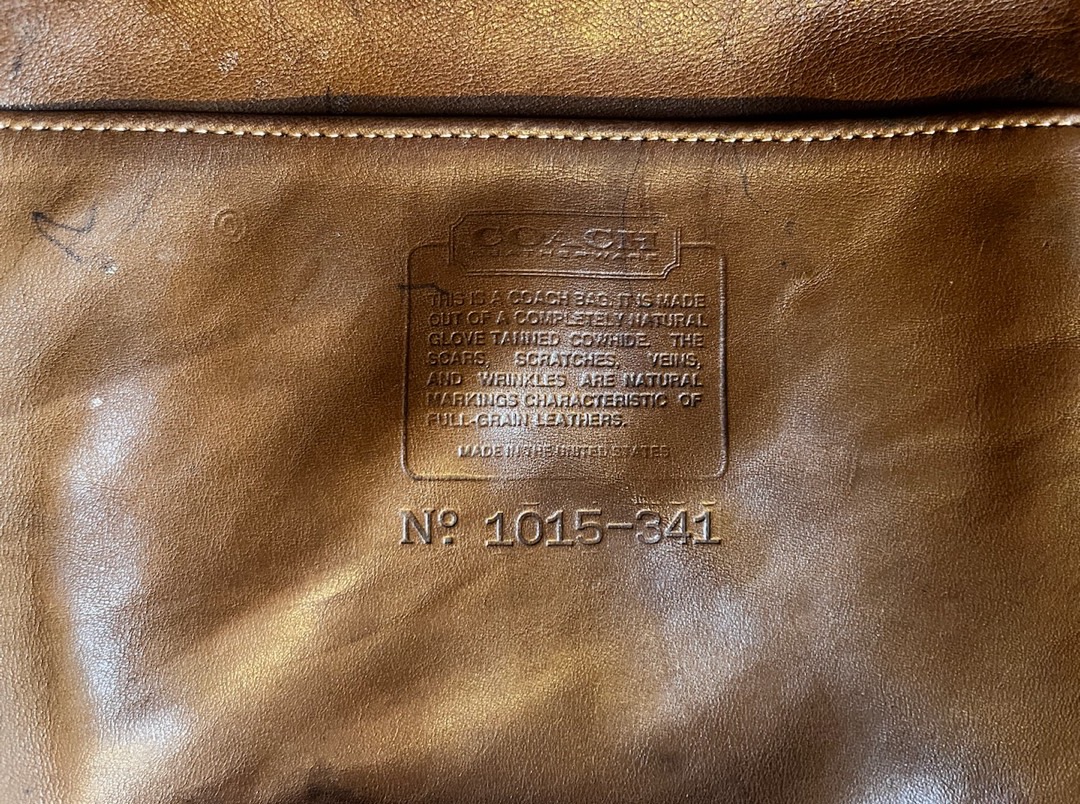 ©
COACH
LEATHERWARE
THIS IS A COACH BAG. IT IS MADE
OUT OF A COMPLETELY NATURAL
GLOVE TANNED COWHIDE. THE
SCARS, SCRATCHES, VEINS,
AND WRINKLES ARE NATURAL
MARKINGS CHARACTERISTIC OF
FULL-GRAIN LEATHERS.
MADE IN THE UNITED STATES
Nº 1015-341